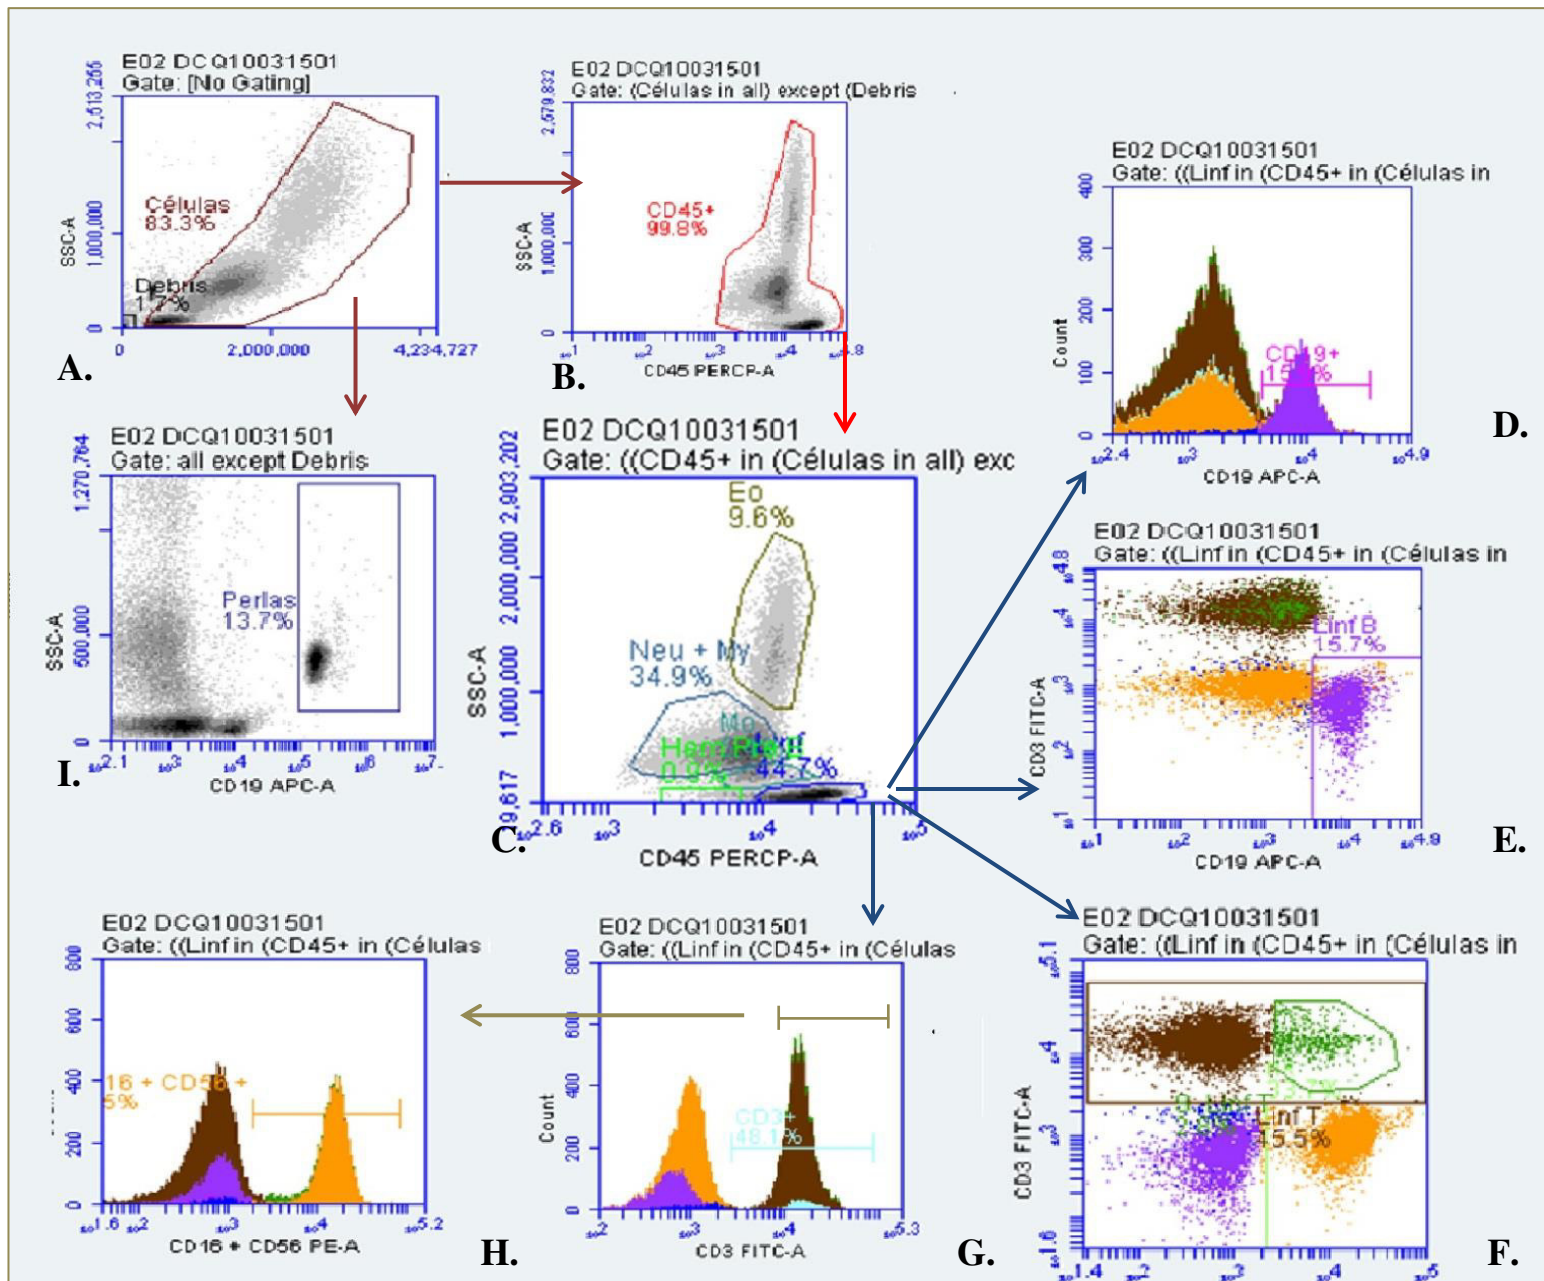 E02 DCQ10031501
Gate: [No Gating]
2,513,255
1,000,000
0
SSC-A
Células
83.3%
Debris
1.7%
0
2,000,000
4,234,727
A.
E02 DCQ10031501
Gate: (Células in all) except (Debris
2,579,832
1,000,000
0
SSC-A
CD45+
99.8%
CD45 PERCP-A
B.
E02 DCQ10031501
Gate: ((Linf in (CD45+ in (Células in
400
300
200
100
0
Count
CD19+
CD19 APC-A
D.
E02 DCQ10031501
Gate: all except Debris
1,270,764
500,000
0
SSC-A
Perlas
13.7%
CD19 APC-A
I.
E02 DCQ10031501
Gate: ((CD45+ in (Células in all) exc
2,903,202
2,000,000
1,000,000
SSC-A
Eo
9.6%
Neu + My
34.9%
Mo
0.9%
44.7%
CD45 PERCP-A
C.
E02 DCQ10031501
Gate: ((Linf in (CD45+ in (Células in
CD3 FITC-A
Linf B
15.7%
CD19 APC-A
E.
E02 DCQ10031501
Gate: ((Linf in (CD45+ in (Células
800
600
400
200
0
16 + CD56 +
5%
CD16 + CD56 PE-A
H.
E02 DCQ10031501
Gate: ((Linf in (CD45+ in (Células
800
600
400
200
0
Count
CD3+
48.1%
CD3 FITC-A
G.
E02 DCQ10031501
Gate: ((Linf in (CD45+ in (Células in
CD3 FITC-A
Linf T
45.5%
F.